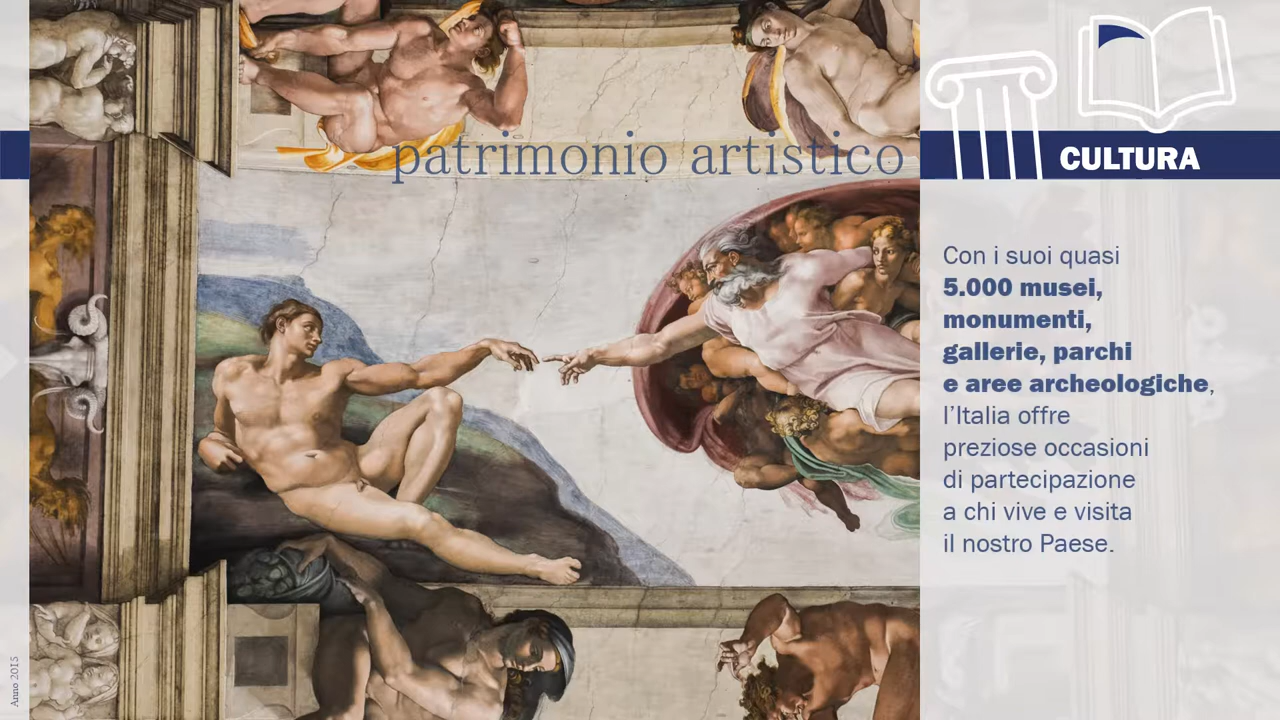 patrimonio artistico
CULTURA
Con i suoi quasi
5.000 musei,
monumenti,
gallerie, parchi
e aree archeologiche,
l’Italia offre
preziose occasioni
di partecipazione
a chi vive e visita
il nostro Paese.
Anno 2015